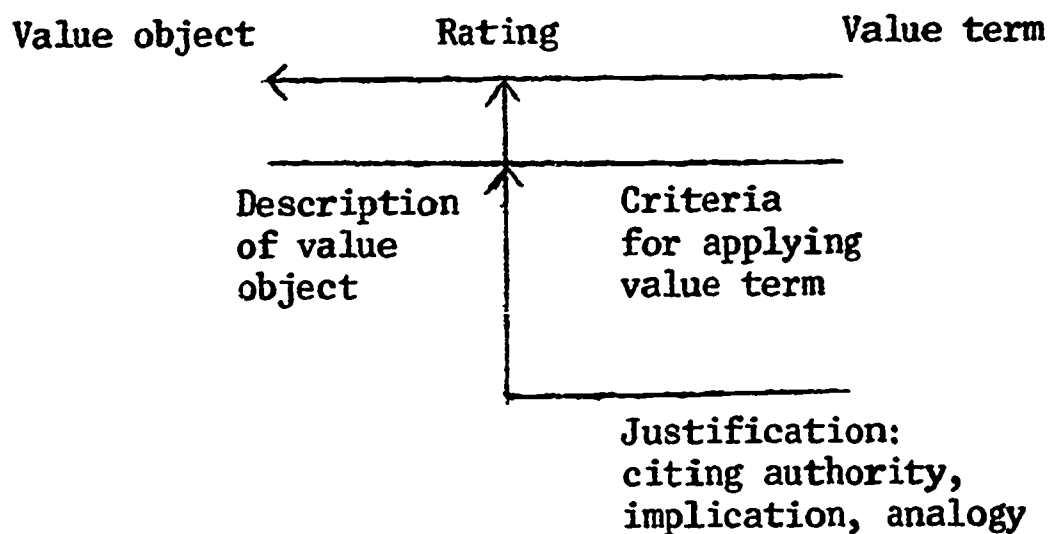 Value object Rating Value term
Description
of value
object
Criteria
for applying
value term
Justification:
citing authority,
implication, analogy